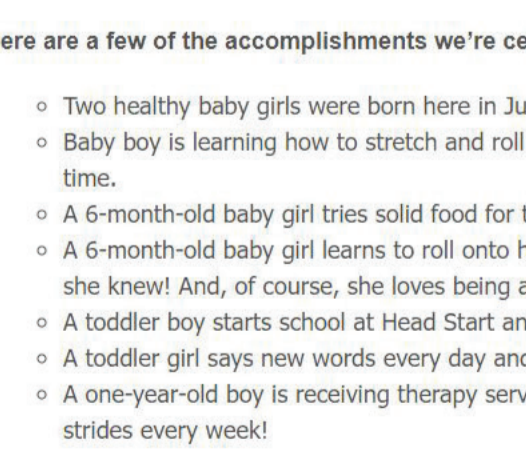 ere are a few of the accomplishments we're ce
Two healthy baby girls were born here in Ju
Baby boy is learning how to stretch and roll
time.
A 6-month-old baby girl tries solid food for t
A 6-month-old baby girl learns to roll onto h
she knew! And, of course, she loves being a
A toddler boy starts school at Head Start an
A toddler girl says new words every day and
A one-year-old boy is receiving therapy serv
strides every week!